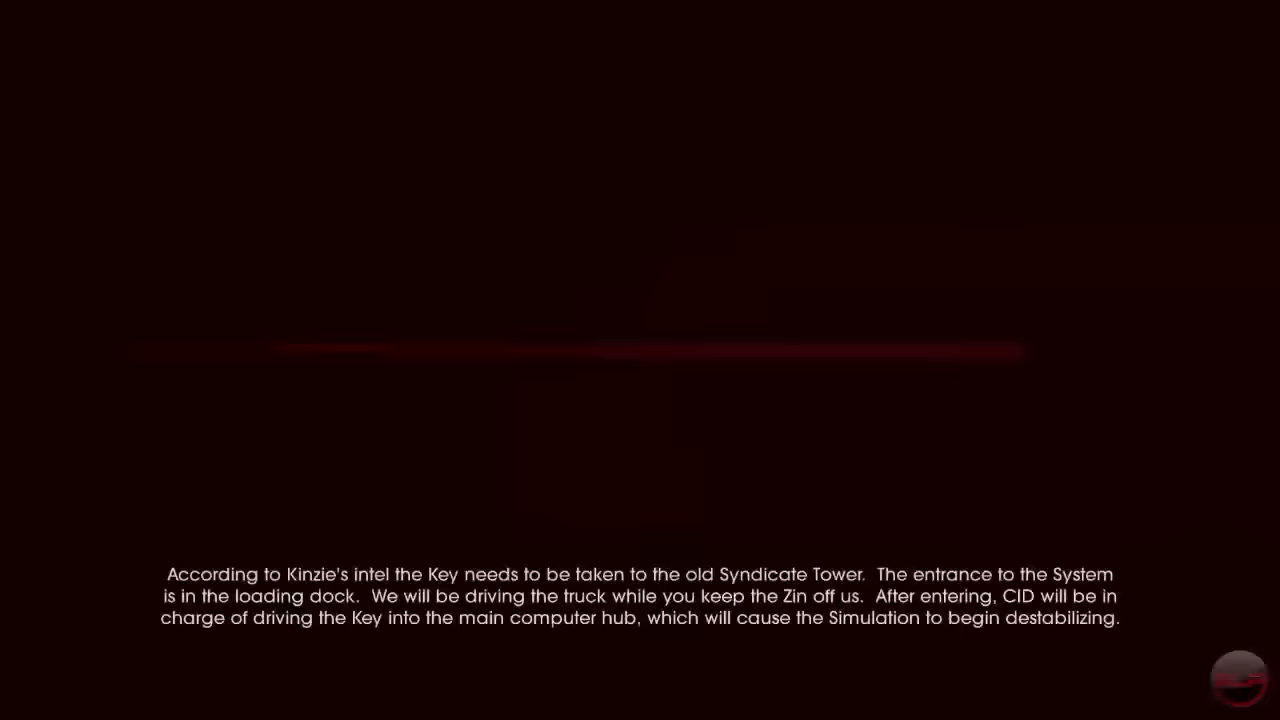 According to Kinzie's intel the Key needs to be taken to the old Syndicate Tower.  The entrance to the System
is in the loading dock.  We will be driving the truck while you keep the Zin off us.  After entering, CID will be in
charge of driving the Key into the main computer hub, which will cause the Simulation to begin destabilizing.